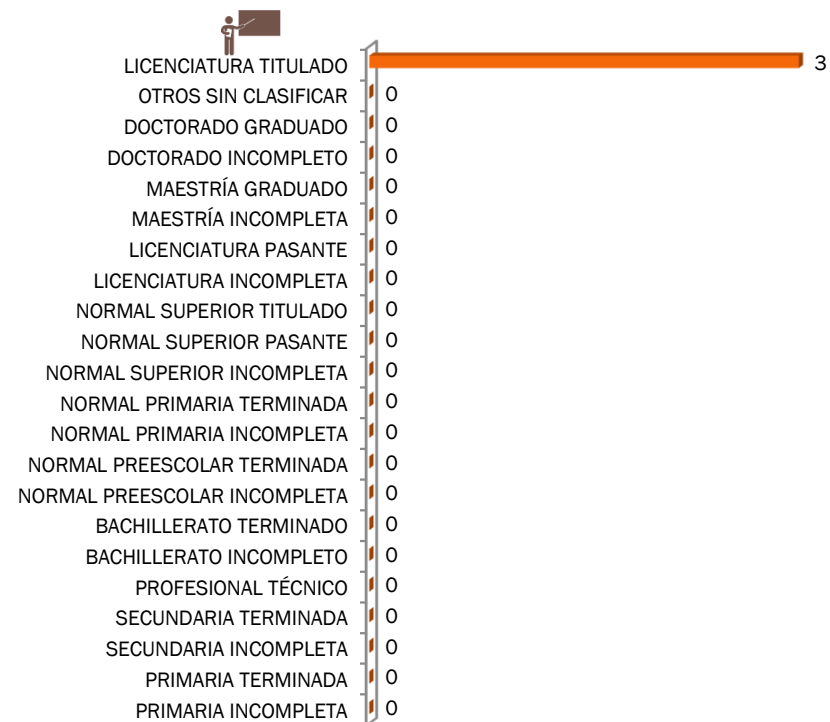 LICENCIATURA TITULADO 3
OTROS SIN CLASIFICAR 0
DOCTORADO GRADUADO 0
DOCTORADO INCOMPLETO 0
MAESTRÍA GRADUADO 0
MAESTRÍA INCOMPLETA 0
LICENCIATURA PASANTE 0
LICENCIATURA INCOMPLETA 0
NORMAL SUPERIOR TITULADO 0
NORMAL SUPERIOR PASANTE 0
NORMAL SUPERIOR INCOMPLETA 0
NORMAL PRIMARIA TERMINADA 0
NORMAL PRIMARIA INCOMPLETA 0
NORMAL PREESCOLAR TERMINADA 0
NORMAL PREESCOLAR INCOMPLETA 0
BACHILLERATO TERMINADO 0
BACHILLERATO INCOMPLETO 0
PROFESIONAL TÉCNICO 0
SECUNDARIA TERMINADA 0
SECUNDARIA INCOMPLETA 0
PRIMARIA TERMINADA 0
PRIMARIA INCOMPLETA 0